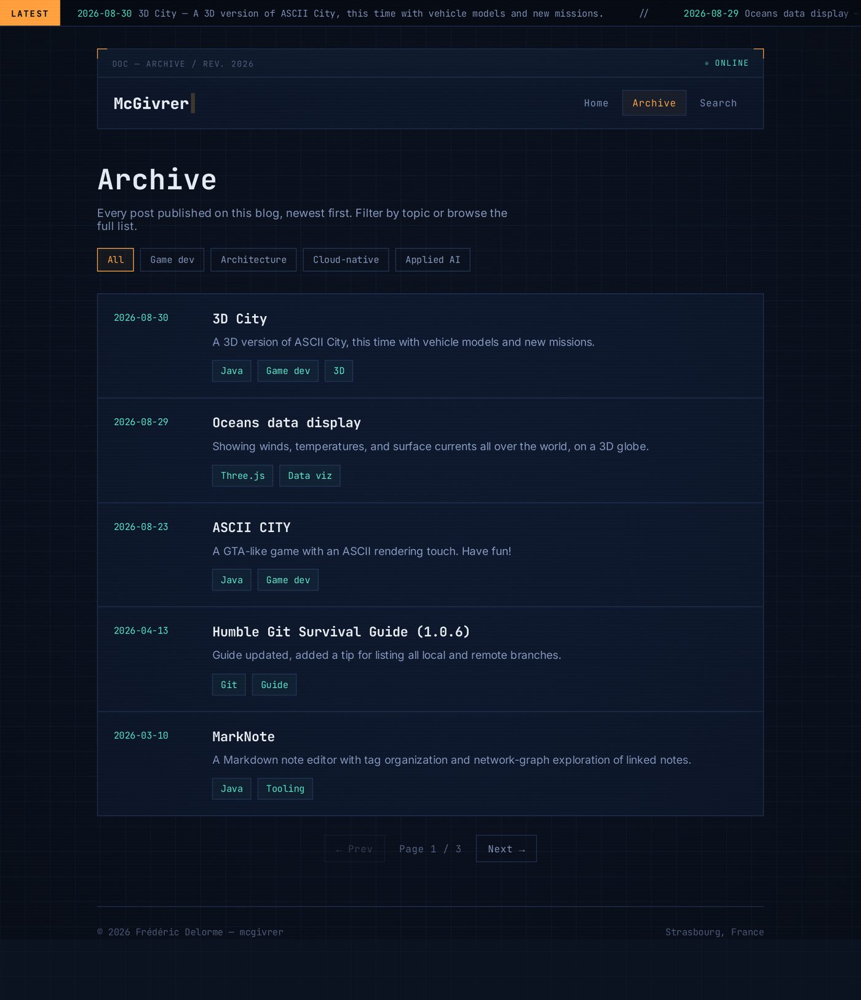 LATEST 2026-08-30 3D City — A 3D version of ASCII City, this time with vehicle models and new missions. // 2026-08-29 Oceans data display
DOC — ARCHIVE / REV. 2026
ONLINE
McGivrer
Home Archive Search
Archive
Every post published on this blog, newest first. Filter by topic or browse the
full list.
All Game dev Architecture Cloud-native Applied AI
2026-08-30 3D City
A 3D version of ASCII City, this time with vehicle models and new missions.
Java Game dev 3D
2026-08-29 Oceans data display
Showing winds, temperatures, and surface currents all over the world, on a 3D globe.
Three.js Data viz
2026-08-23 ASCII CITY
A GTA-like game with an ASCII rendering touch. Have fun!
Java Game dev
2026-04-13 Humble Git Survival Guide (1.0.6)
Guide updated, added a tip for listing all local and remote branches.
Git Guide
2026-03-10 MarkNote
A Markdown note editor with tag organization and network-graph exploration of linked notes.
Java Tooling
← Prev Page 1 / 3 Next →
© 2026 Frédéric Delorme — mcgivrer
Strasbourg, France